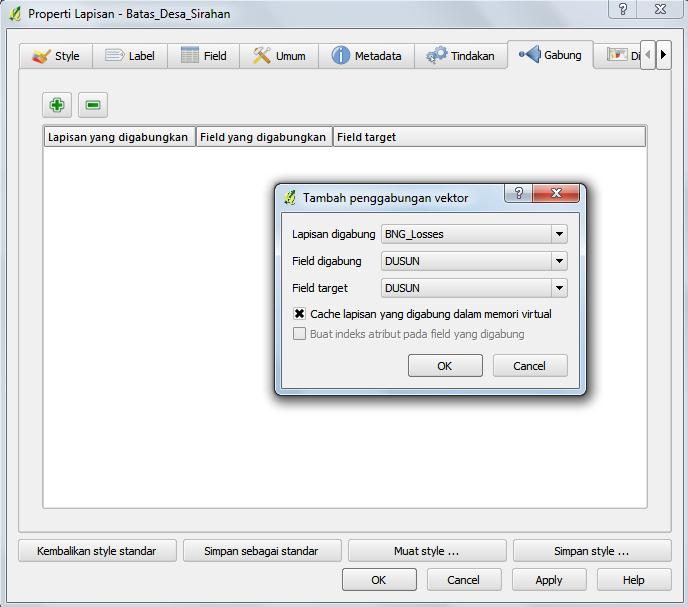 Properti Lapisan - Batas_Desa_Sirahan
Style Label Field Umum Metadata Tindakan Gabung Di
Lapisan yang digabungkan Field yang digabungkan Field target
Tambah penggabungan vektor
Lapisan digabung BNG_Losses
Field digabung DUSUN
Field target DUSUN
Cache lapisan yang digabung dalam memori virtual
Buat indeks atribut pada field yang digabung
OK Cancel
Kembalikan style standar Simpan sebagai standar Muat style ... Simpan style ...
OK Cancel Apply Help